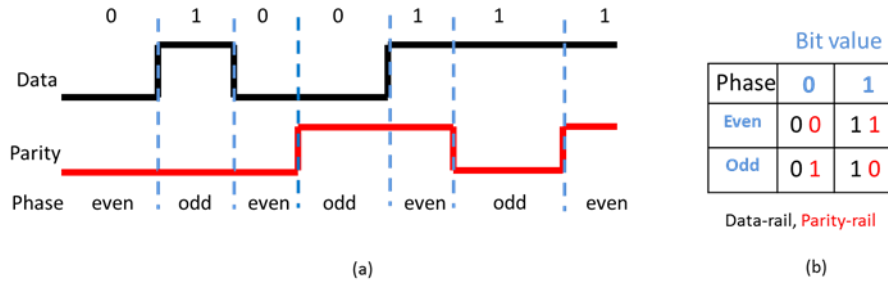 0 1 0 0 1 1 1
Data
Parity
Phase even odd even odd even odd even
(a)
Bit value
Phase 0 1
Even 0 0 1 1
Odd 0 1 1 0
Data-rail, Parity-rail
(b)